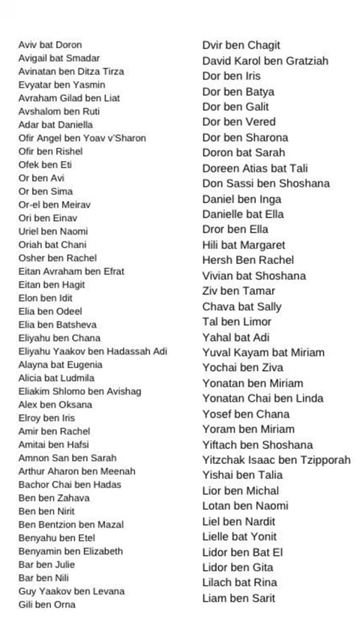 Aviv bat Doron
Avigail bat Smadar
Avinatan ben Ditza Tirza
Evyatar ben Yasmin
Avraham Gilad ben Liat
Avshalom ben Ruti
Adar bat Daniella
Ofir Angel ben Yoav v'Sharon
Ofir ben Rishel
Ofek ben Eti
Or ben Avi
Or ben Sima
Or-el ben Meirav
Ori ben Einav
Uriel ben Naomi
Oriah bat Chani
Osher ben Rachel
Eitan Avraham ben Efrat
Eitan ben Hagit
Elon ben Idit
Elia ben Odeel
Elia ben Batsheva
Eliyahu ben Chana
Eliyahu Yaakov ben Hadassah Adi
Alayna bat Eugenia
Alicia bat Ludmila
Eliakim Shlomo ben Avishag
Alex ben Oksana
Elroy ben Iris
Amir ben Rachel
Amitai ben Hafsi
Amnon San ben Sarah
Arthur Aharon ben Meenah
Bachor Chai ben Hadas
Ben ben Zahava
Ben ben Nirit
Ben Bentzion ben Mazal
Benyahu ben Etel
Benyamin ben Elizabeth
Bar ben Julie
Bar ben Nili
Guy Yaakov ben Levana
Gili ben Orna
Dvir ben Chagit
David Karol ben Gratziah
Dor ben Iris
Dor ben Batya
Dor ben Galit
Dor ben Vered
Dor ben Sharona
Doron bat Sarah
Doreen Atias bat Tali
Don Sassi ben Shoshana
Daniel ben Inga
Danielle bat Ella
Dror ben Ella
Hili bat Margaret
Hersh Ben Rachel
Vivian bat Shoshana
Ziv ben Tamar
Chava bat Sally
Tal ben Limor
Yahal bat Adi
Yuval Kayam bat Miriam
Yochai ben Ziva
Yonatan ben Miriam
Yonatan Chai ben Linda
Yosef ben Chana
Yoram ben Miriam
Yiftach ben Shoshana
Yitzchak Isaac ben Tzipporah
Yishai ben Talia
Lior ben Michal
Lotan ben Naomi
Liel ben Nardit
Lielle bat Yonit
Lidor ben Bat El
Lidor ben Gita
Lilach bat Rina
Liam ben Sarit